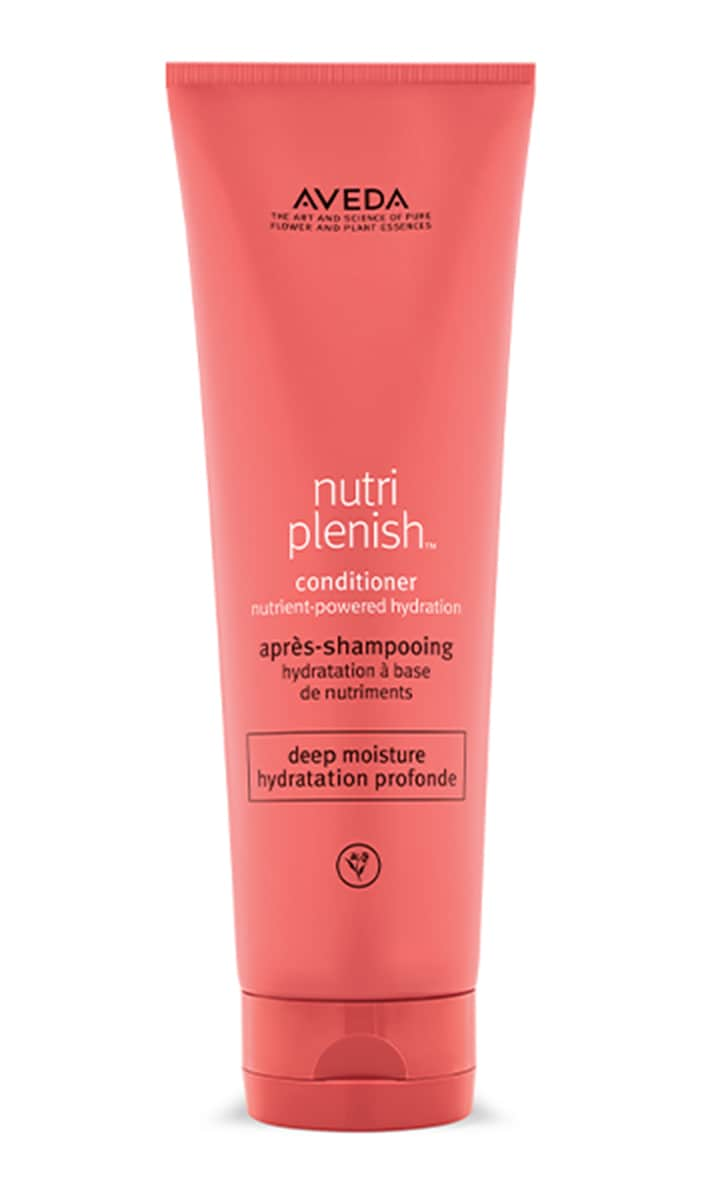 AVEDA
THE ART AND SCIENCE OF PURE
FLOWER AND PLANT ESSENCES
nutri
plenish™
conditioner
nutrient-powered hydration
après-shampooing
hydratation à base
de nutriments
deep moisture
hydratation profonde